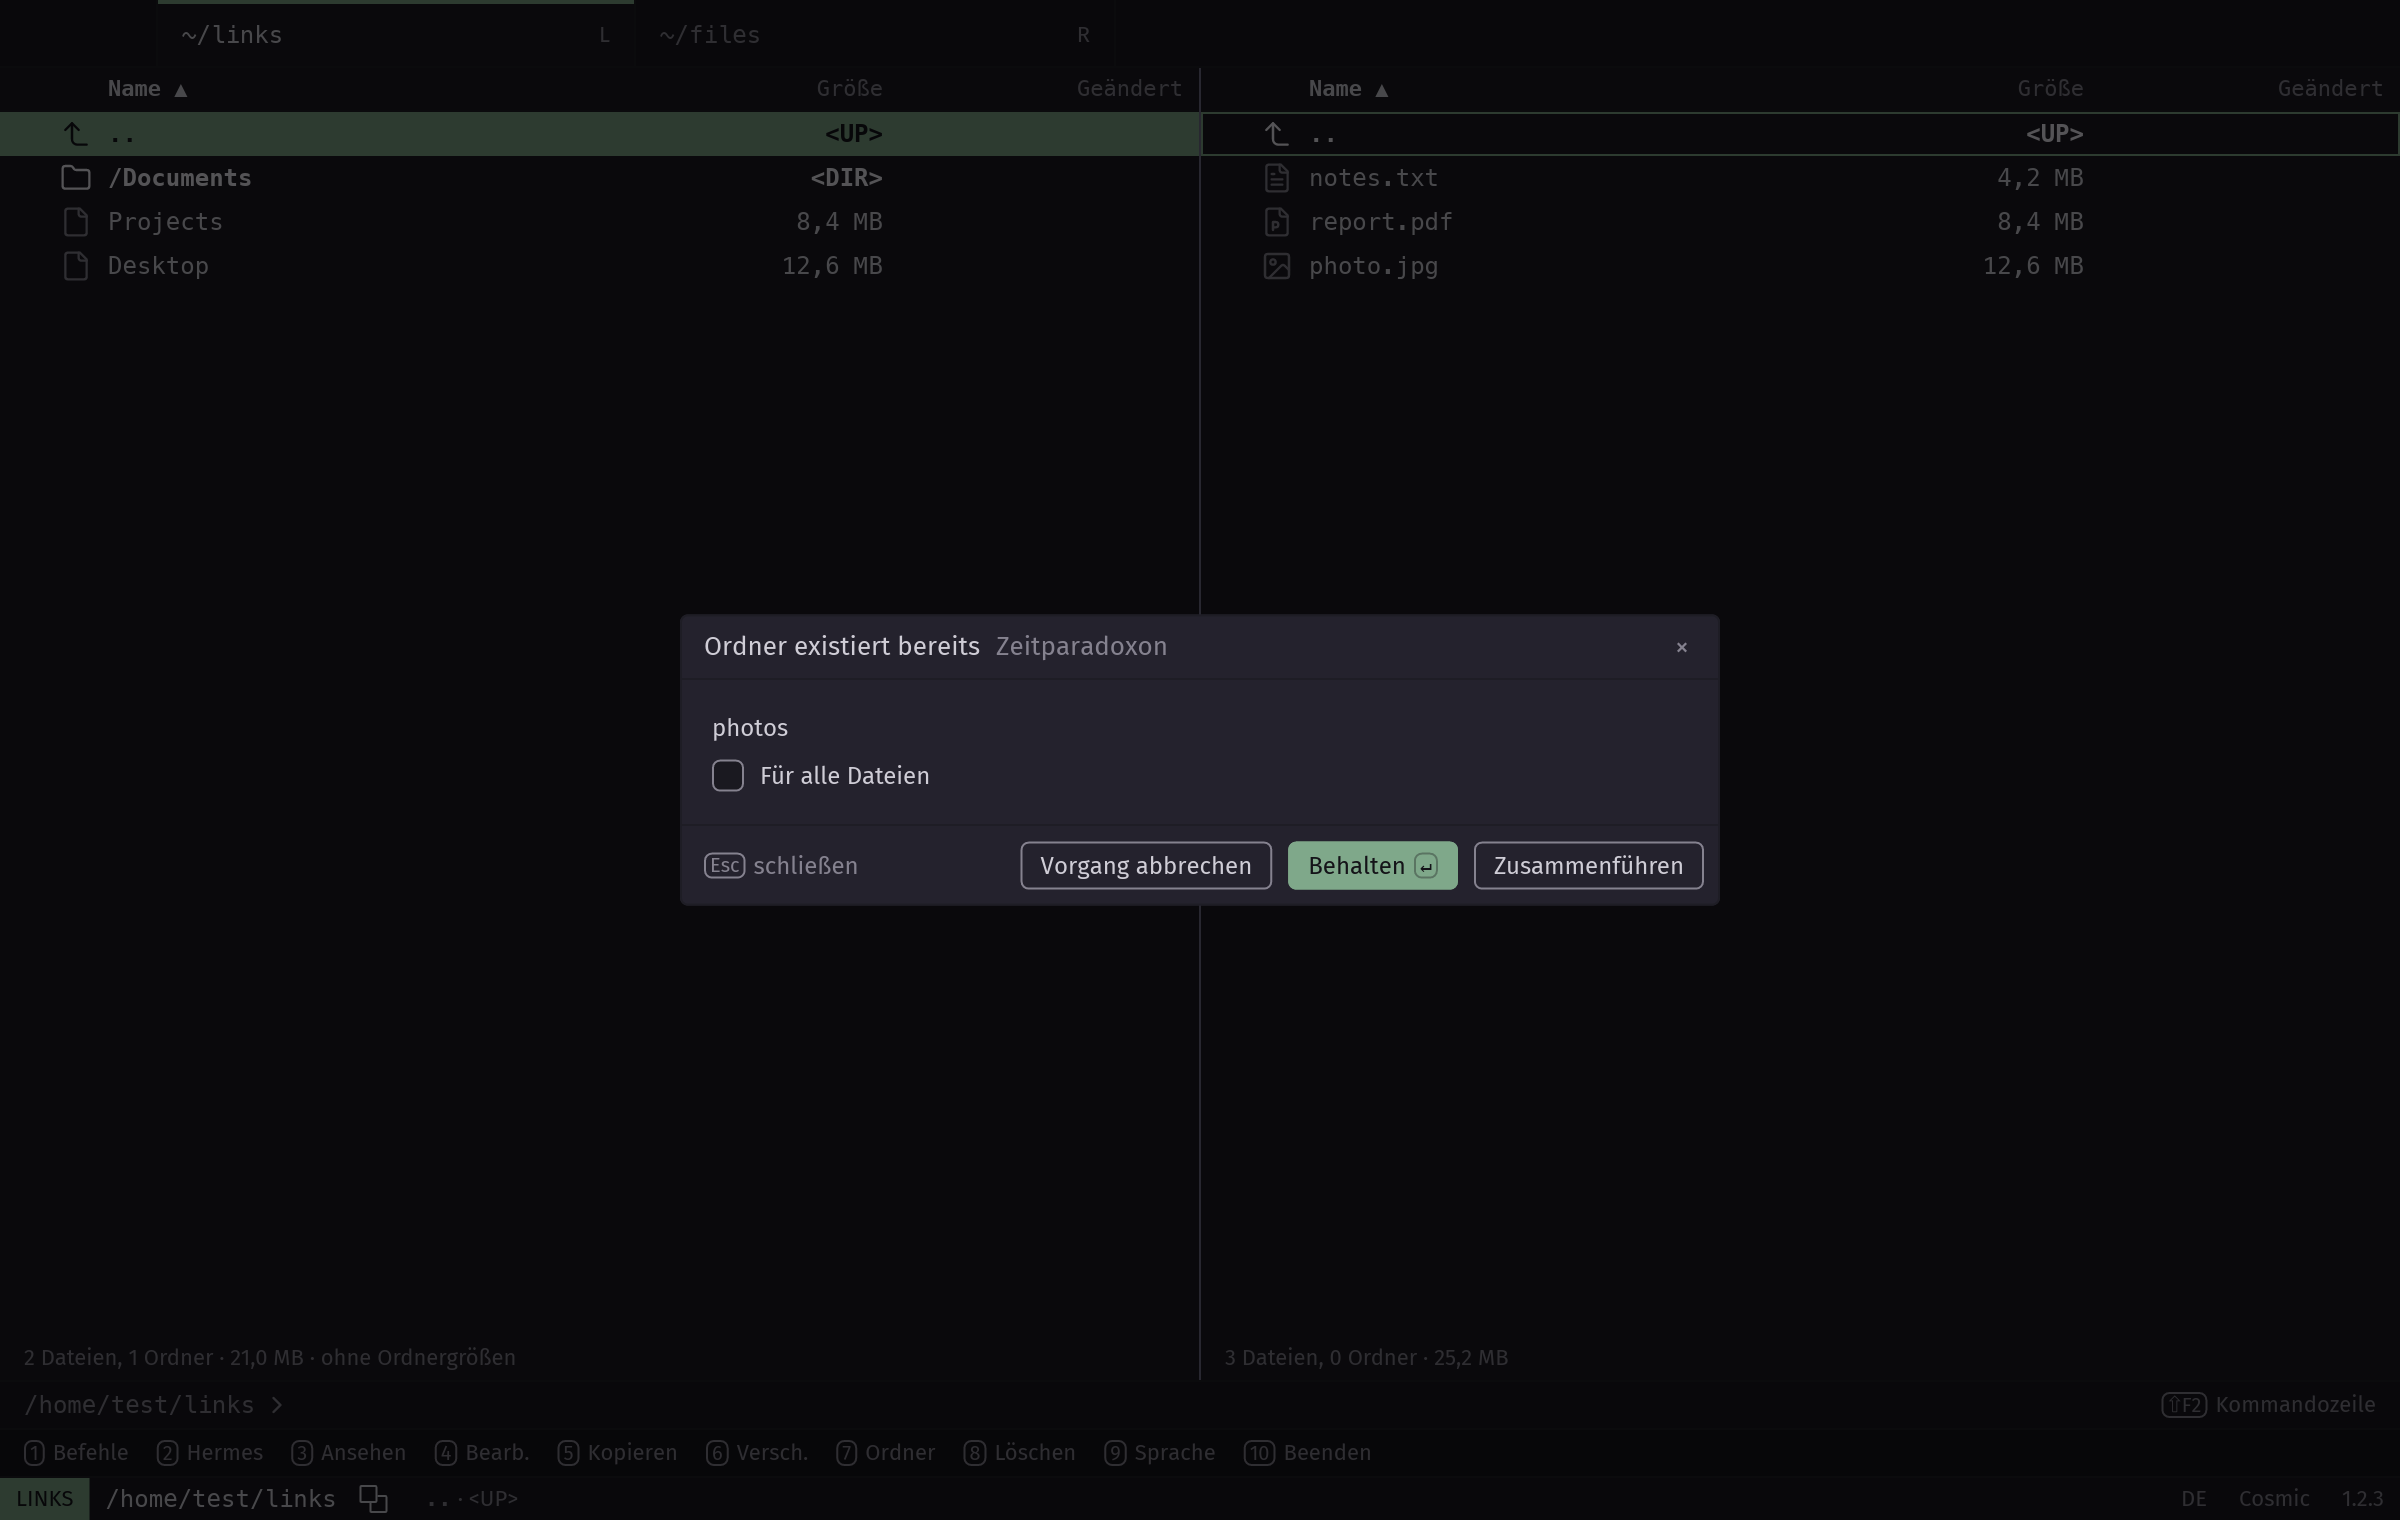 ~/links L ~/files R
Name ▲ Größe Geändert Name ▲ Größe Geändert
.. <UP> .. <UP>
/Documents <DIR> notes.txt 4,2 MB
Projects 8,4 MB report.pdf 8,4 MB
Desktop 12,6 MB photo.jpg 12,6 MB
Ordner existiert bereits Zeitparadoxon ×
photos
Für alle Dateien
Esc schließen Vorgang abbrechen Behalten ↵ Zusammenführen
2 Dateien, 1 Ordner · 21,0 MB · ohne Ordnergrößen 3 Dateien, 0 Ordner · 25,2 MB
/home/test/links > ⇧F2 Kommandozeile
1 Befehle 2 Hermes 3 Ansehen 4 Bearb. 5 Kopieren 6 Versch. 7 Ordner 8 Löschen 9 Sprache 10 Beenden
LINKS /home/test/links .. · <UP> DE Cosmic 1.2.3